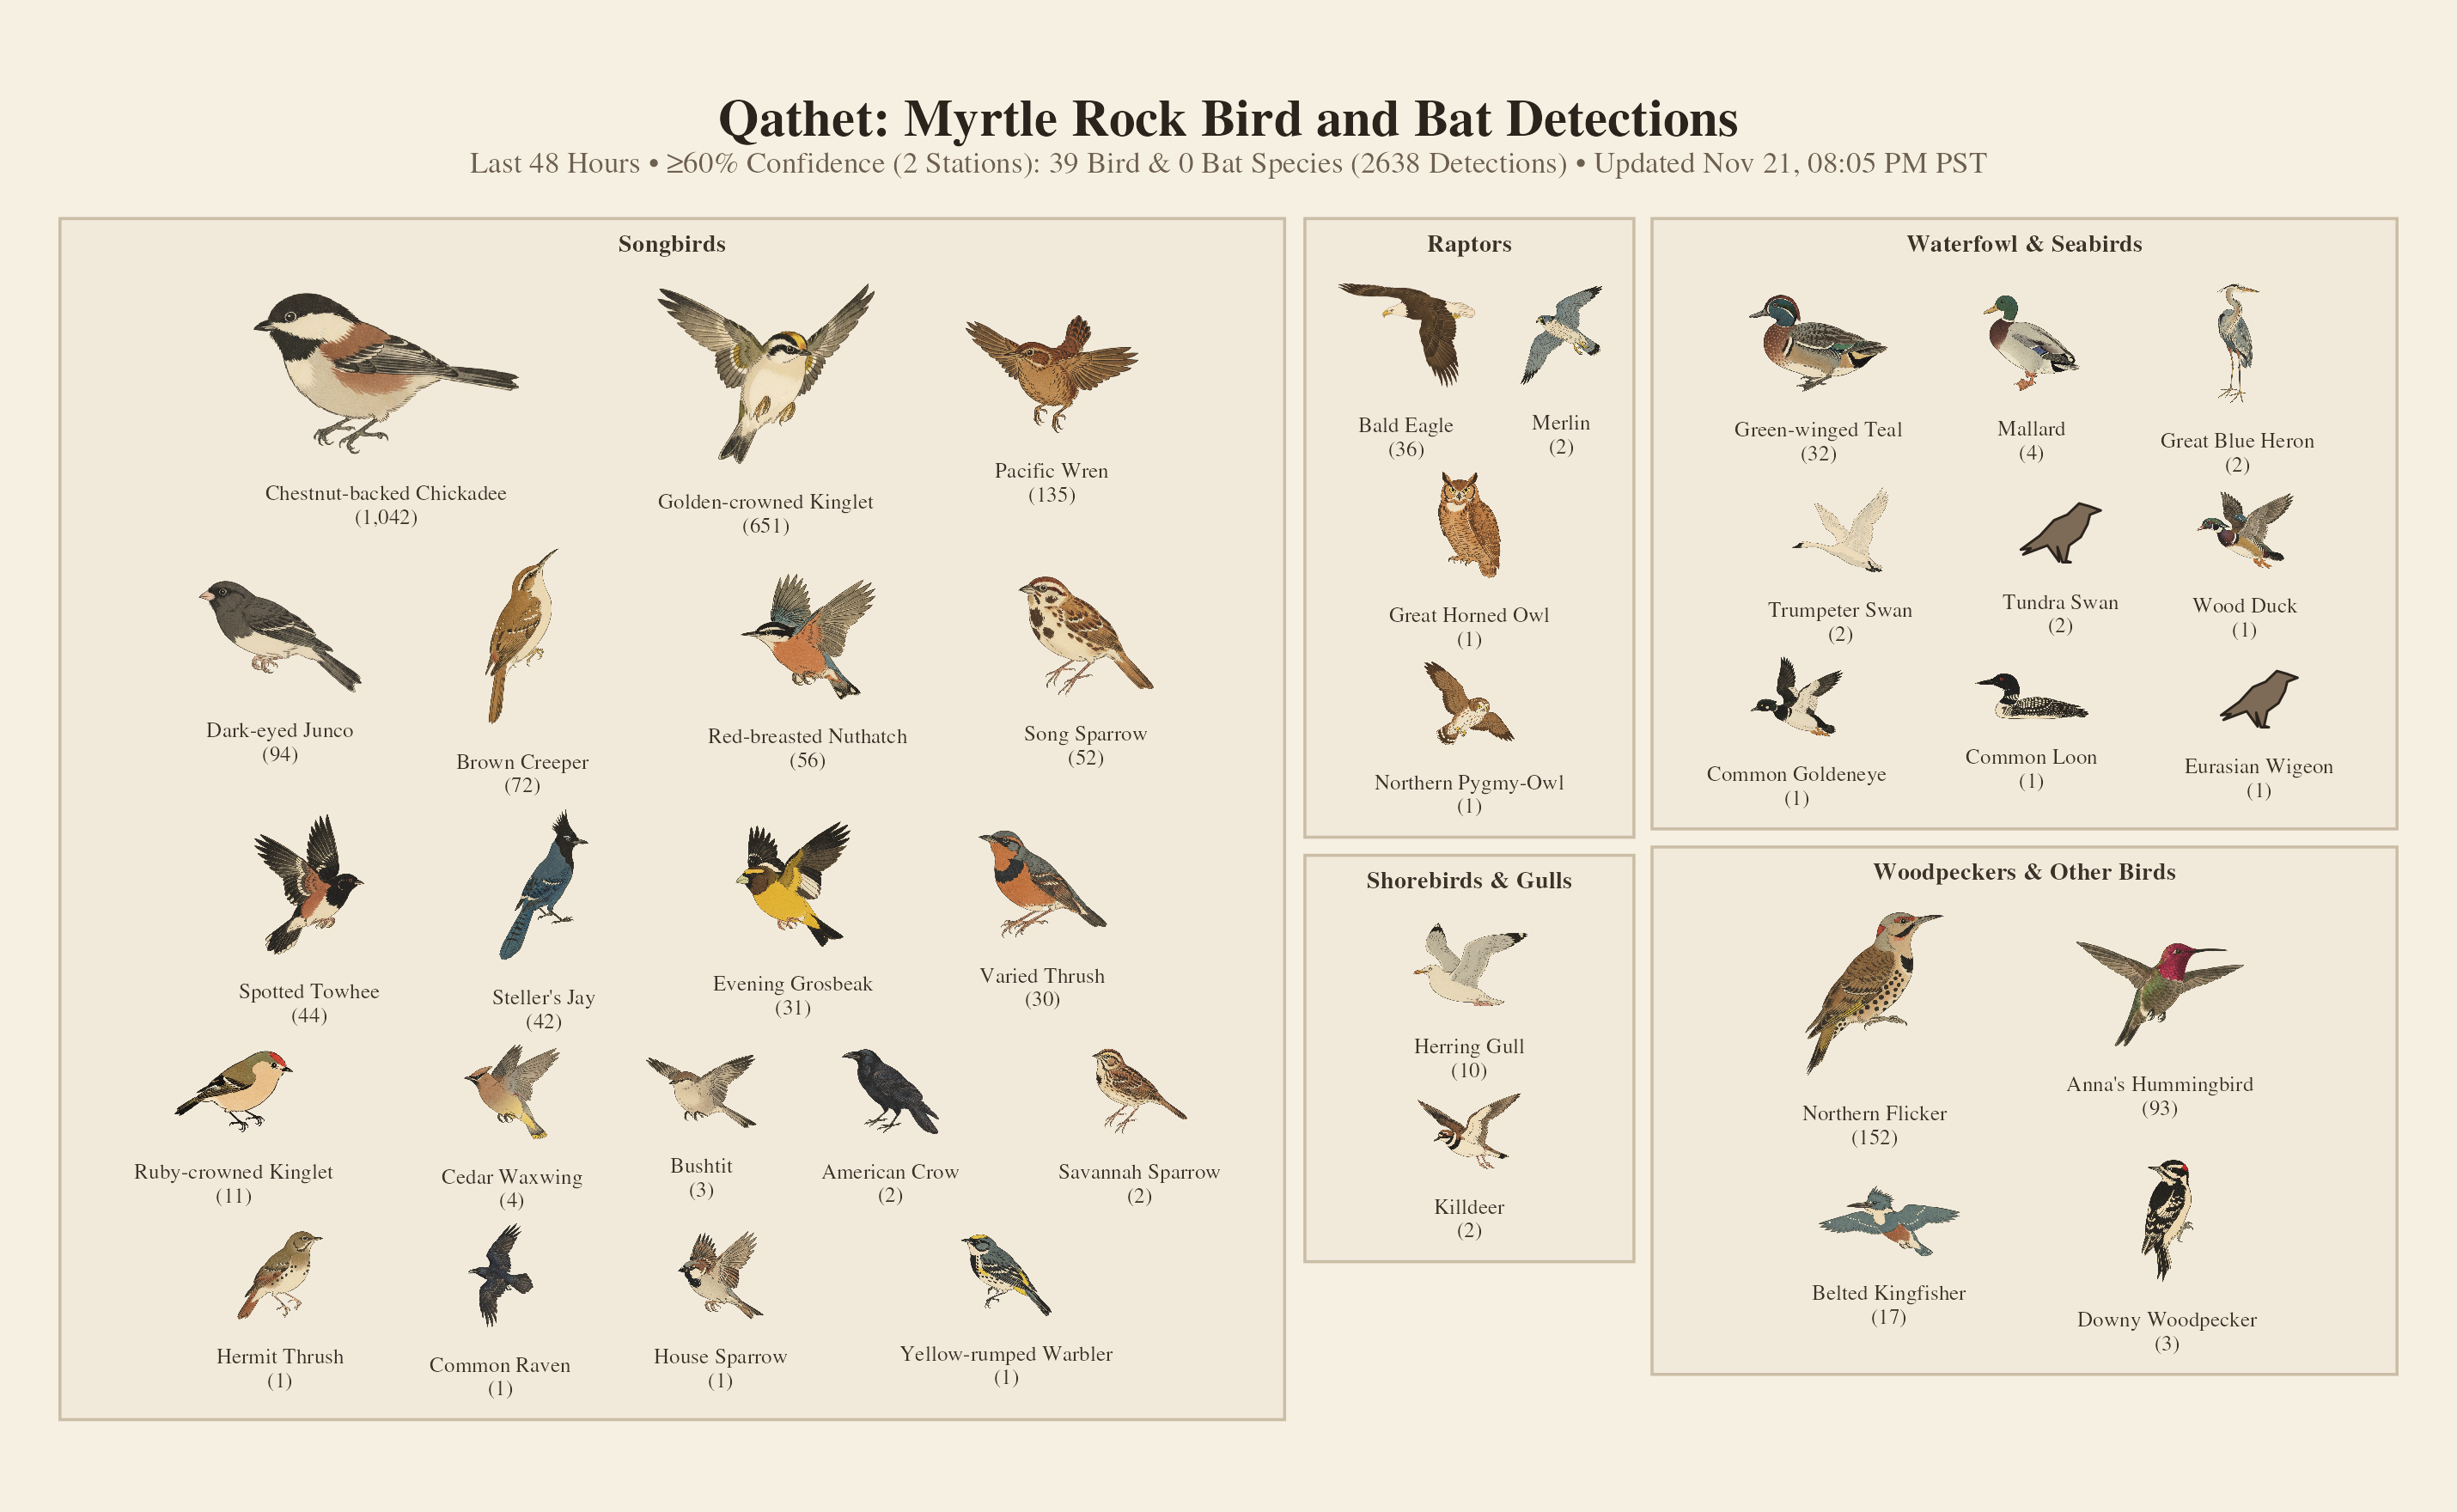 Qathet: Myrtle Rock Bird and Bat Detections
Last 48 Hours • ≥60% Confidence (2 Stations): 39 Bird & 0 Bat Species (2638 Detections) • Updated Nov 21, 08:05 PM PST
Songbirds
Chestnut-backed Chickadee
(1,042)
Golden-crowned Kinglet
(651)
Pacific Wren
(135)
Dark-eyed Junco
(94)
Brown Creeper
(72)
Red-breasted Nuthatch
(56)
Song Sparrow
(52)
Spotted Towhee
(44)
Steller's Jay
(42)
Evening Grosbeak
(31)
Varied Thrush
(30)
Ruby-crowned Kinglet
(11)
Cedar Waxwing
(4)
Bushtit
(3)
American Crow
(2)
Savannah Sparrow
(2)
Hermit Thrush
(1)
Common Raven
(1)
House Sparrow
(1)
Yellow-rumped Warbler
(1)
Raptors
Bald Eagle
(36)
Merlin
(2)
Great Horned Owl
(1)
Northern Pygmy-Owl
(1)
Shorebirds & Gulls
Herring Gull
(10)
Killdeer
(2)
Waterfowl & Seabirds
Green-winged Teal
(32)
Mallard
(4)
Great Blue Heron
(2)
Trumpeter Swan
(2)
Tundra Swan
(2)
Wood Duck
(1)
Common Goldeneye
(1)
Common Loon
(1)
Eurasian Wigeon
(1)
Woodpeckers & Other Birds
Northern Flicker
(152)
Anna's Hummingbird
(93)
Belted Kingfisher
(17)
Downy Woodpecker
(3)